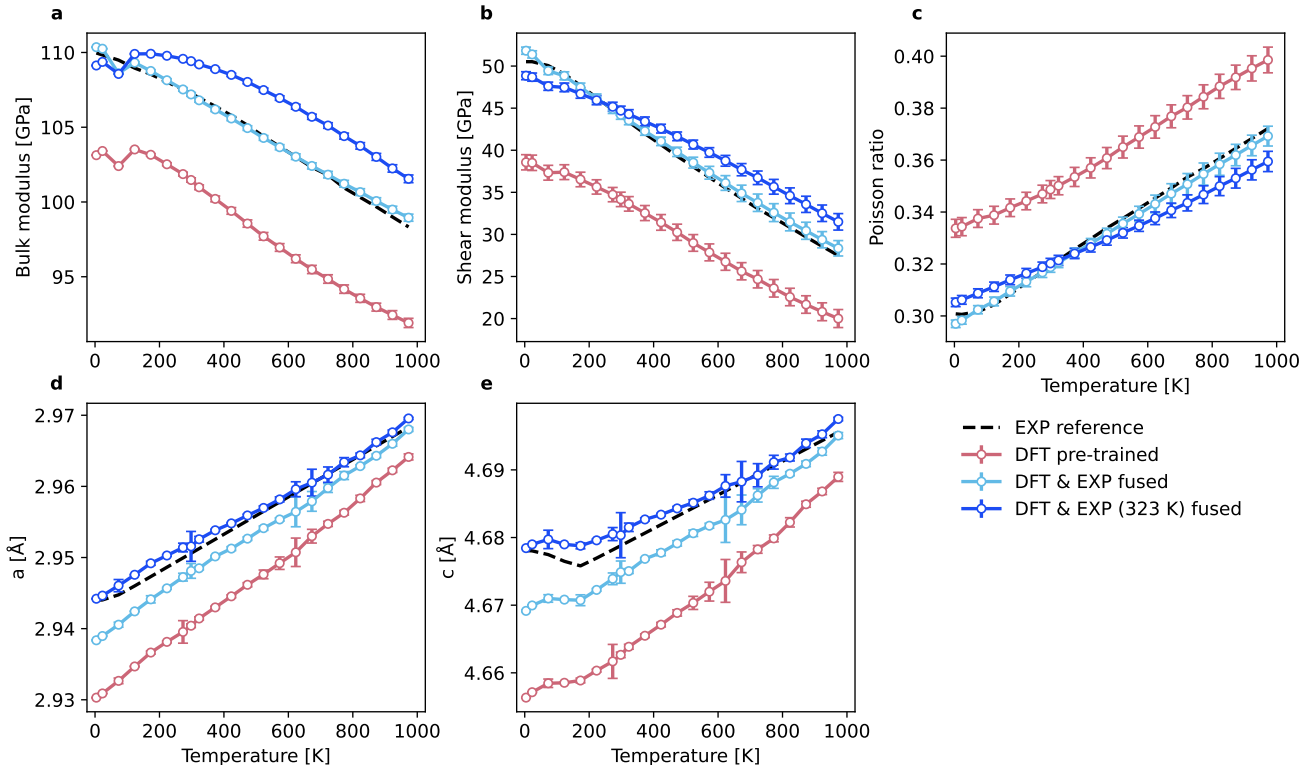 a
b
c
110
105
100
95
Bulk modulus [GPa]
0 200 400 600 800 1000
50
45
40
35
30
25
20
Shear modulus [GPa]
0 200 400 600 800 1000
0.40
0.38
0.36
0.34
0.32
0.30
Poisson ratio
0 200 400 600 800 1000
Temperature [K]
d
e
2.97
2.96
2.95
2.94
2.93
a [Å]
0 200 400 600 800 1000
Temperature [K]
4.69
4.68
4.67
4.66
c [Å]
0 200 400 600 800 1000
Temperature [K]
EXP reference
DFT pre-trained
DFT & EXP fused
DFT & EXP (323 K) fused